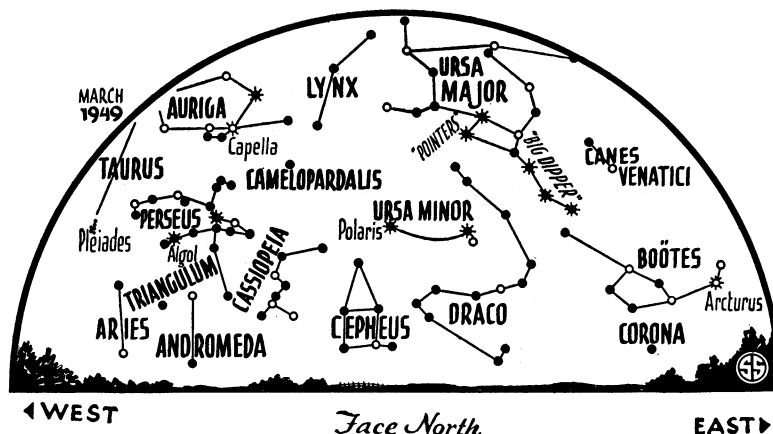 MARCH
1949
AURIGA
Capella
LYNX
URSA
MAJOR
"POINTERS"
"BIG DIPPER"
CANES
VENATICI
TAURUS
CAMELOPARDALIS
PERSEUS
Pleiades
Algol
TRIANGULUM
CASSIOPEIA
Polaris
URSA MINOR
BOÖTES
Arcturus
ARIES
ANDROMEDA
CEPHEUS
DRACO
CORONA
SS
WEST
Face North
EAST